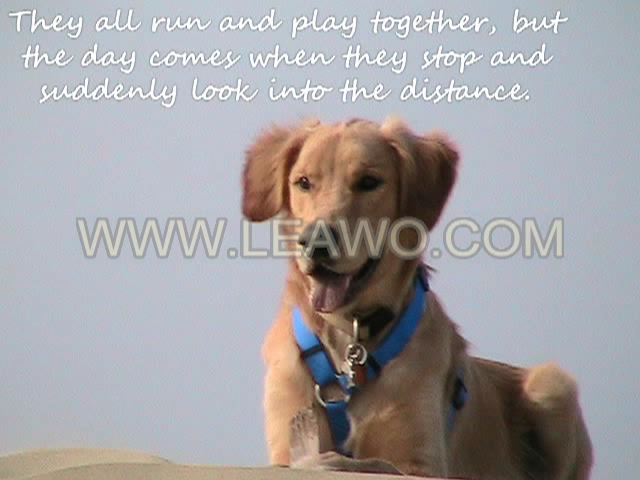 They all run and play together, but
the day comes when they stop and
suddenly look into the distance.
WWW.LEAWO.COM